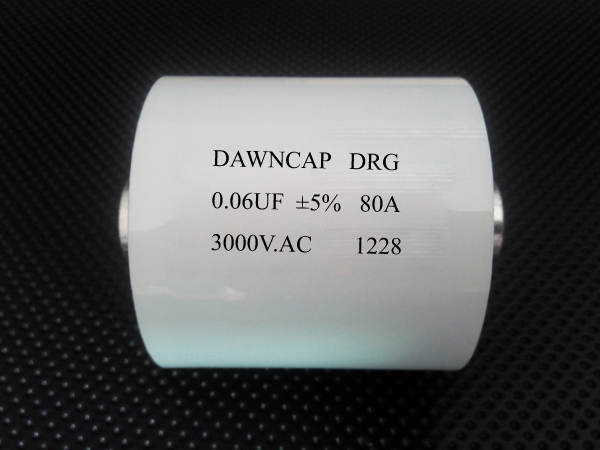 DAWNCAP DRG
0.06UF ±5% 80A
3000V.AC 1228